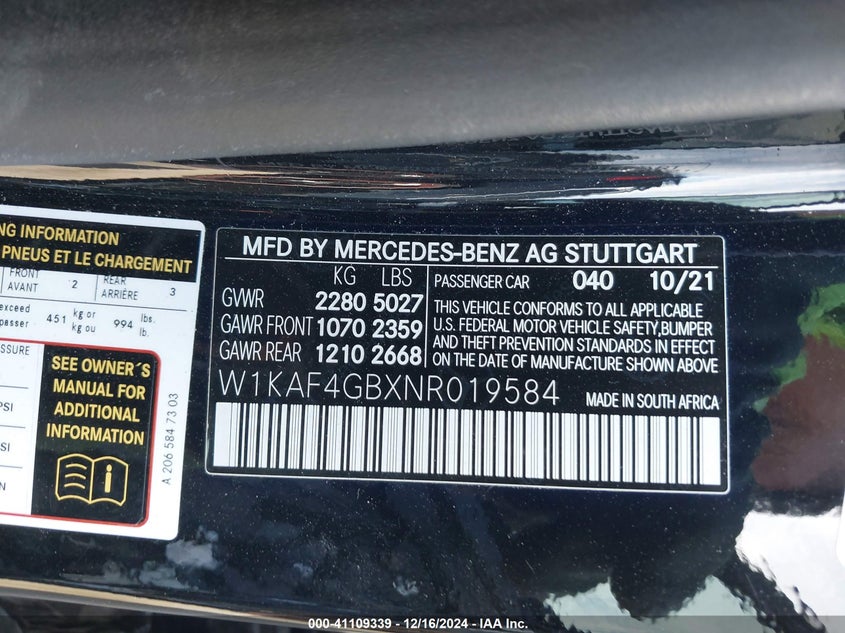 NG INFORMATION
PNEUS ET LE CHARGEMENT
FRONT 2 REAR 3
AVANT ARRIÈRE
exceed 451 kg or 994 lbs.
passer kg ou lb.
SSURE
PSI
SI
N
SEE OWNER´S
MANUAL FOR
ADDITIONAL
INFORMATION
A 206 584 73 03
MFD BY MERCEDES-BENZ AG STUTTGART
KG LBS
GVWR 2280 5027
GAWR FRONT 1070 2359
GAWR REAR 1210 2668
PASSENGER CAR 040 10/21
THIS VEHICLE CONFORMS TO ALL APPLICABLE
U.S. FEDERAL MOTOR VEHICLE SAFETY,BUMPER
AND THEFT PREVENTION STANDARDS IN EFFECT
ON THE DATE OF MANUFACTURE SHOWN ABOVE
W1KAF4GBXNR019584 MADE IN SOUTH AFRICA
000-41109339 / 12/16/2024 - IAA Inc.